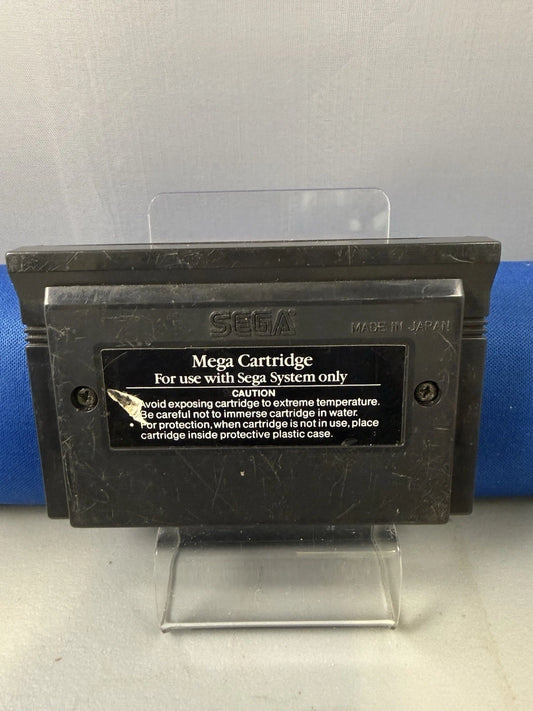 SEGA
MADE IN JAPAN
Mega Cartridge
For use with Sega System only
CAUTION
Avoid exposing cartridge to extreme temperature.
Be careful not to immerse cartridge in water.
For protection, when cartridge is not in use, place
cartridge inside protective plastic case.